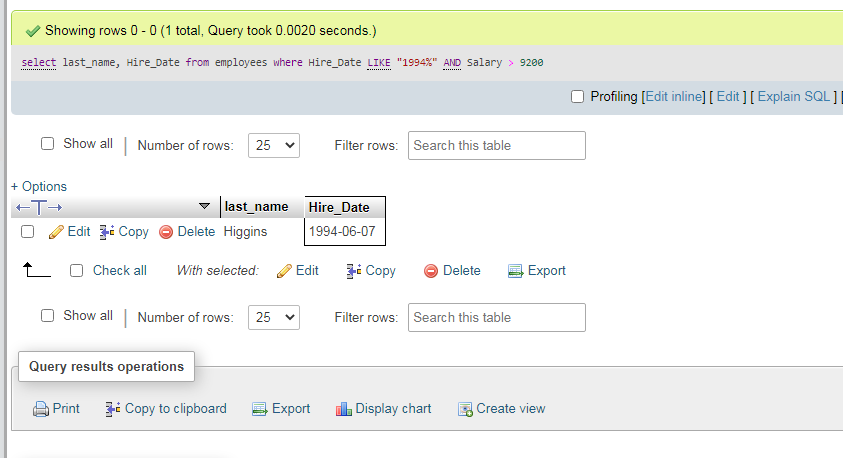 Showing rows 0 - 0 (1 total, Query took 0.0020 seconds.)
select last_name, Hire_Date from employees where Hire_Date LIKE "1994%" AND Salary > 9200
Profiling [Edit inline] [ Edit ] [ Explain SQL ] [
Show all | Number of rows: 25 Filter rows: Search this table
+ Options
←T→ last_name Hire_Date
Edit Copy Delete Higgins 1994-06-07
Check all With selected: Edit Copy Delete Export
Show all | Number of rows: 25 Filter rows: Search this table
Query results operations
Print Copy to clipboard Export Display chart Create view